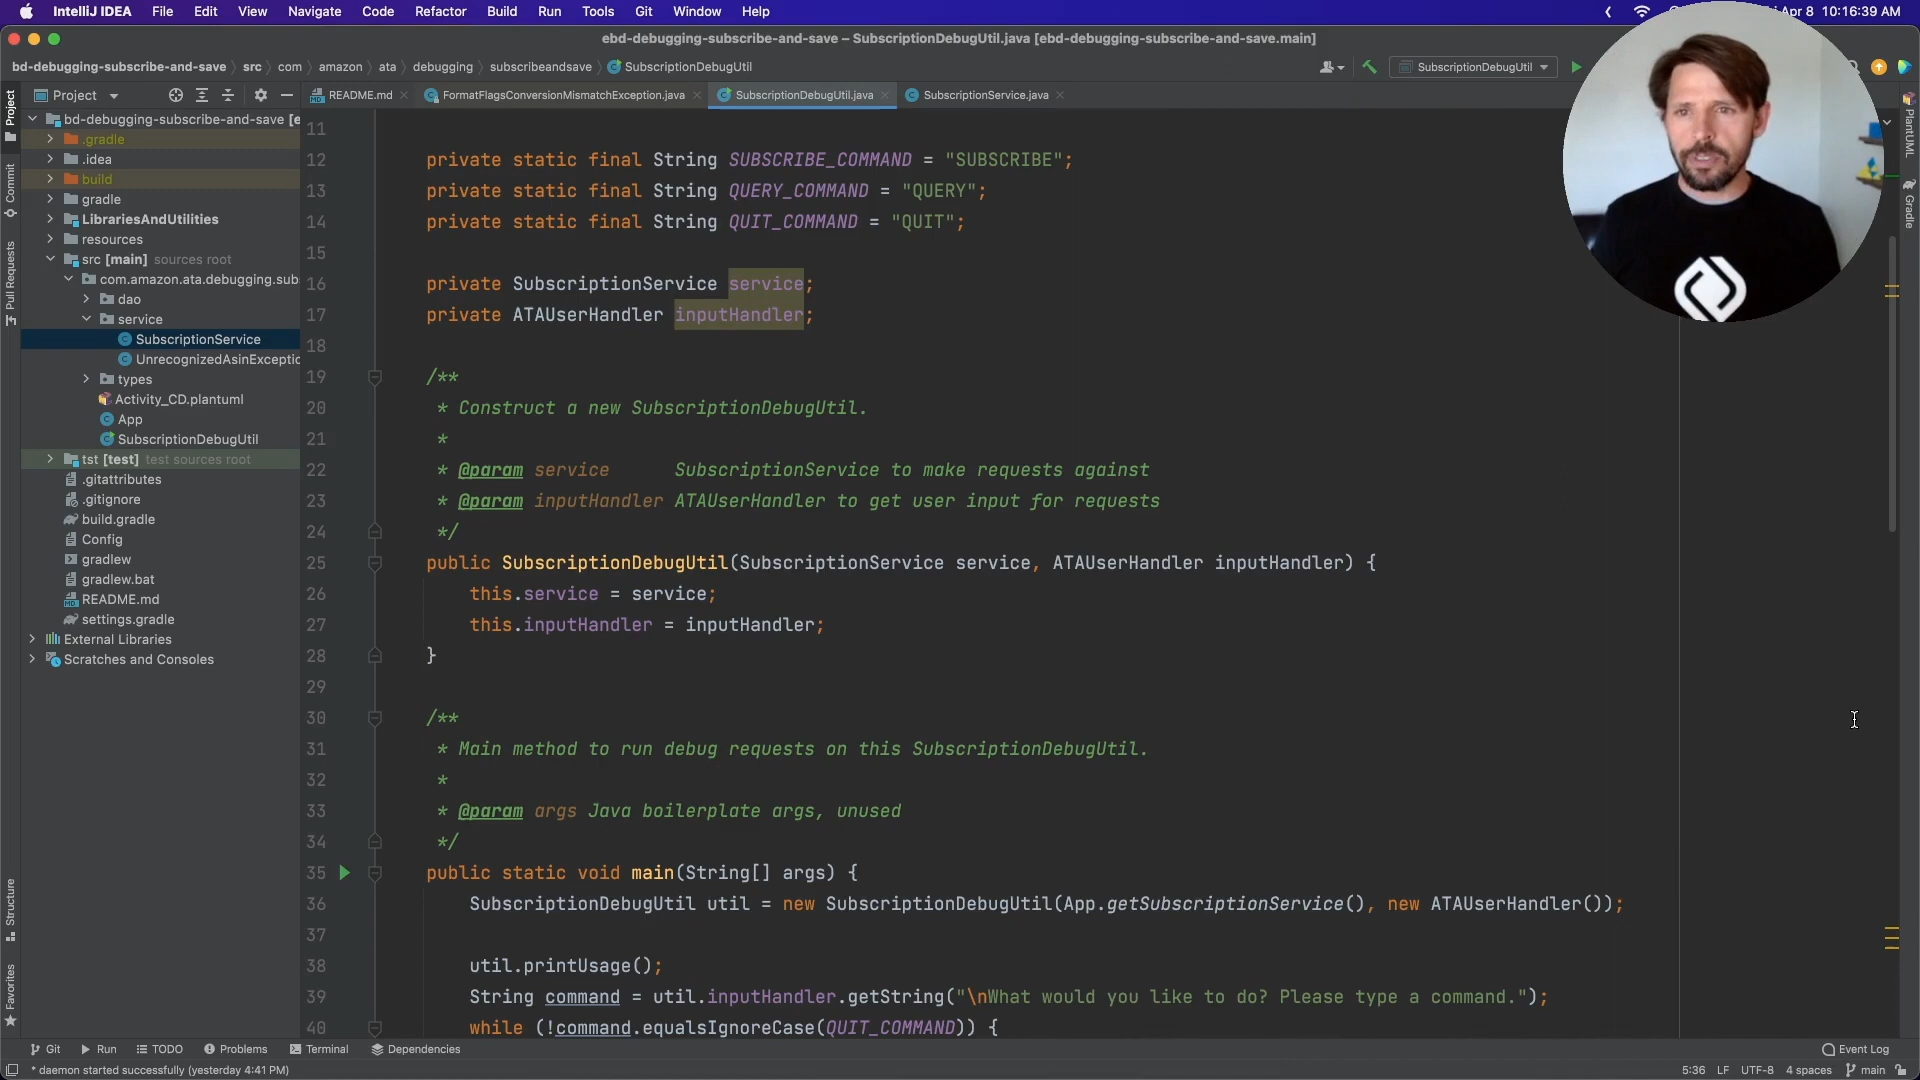 IntelliJ IDEA File Edit View Navigate Code Refactor Build Run Tools Git Window Help
Apr 8 10:16:39 AM
ebd-debugging-subscribe-and-save – SubscriptionDebugUtil.java [ebd-debugging-subscribe-and-save.main]
bd-debugging-subscribe-and-save src com amazon ata debugging subscribeandsave SubscriptionDebugUtil
SubscriptionDebugUtil
Project
README.md FormatFlagsConversionMismatchException.java SubscriptionDebugUtil.java SubscriptionService.java
bd-debugging-subscribe-and-save [e
.gradle
.idea
build
gradle
LibrariesAndUtilities
resources
src [main] sources root
com.amazon.ata.debugging.subs
dao
service
SubscriptionService
UnrecognizedAsinExceptio
types
Activity_CD.plantuml
App
SubscriptionDebugUtil
tst [test] test sources root
.gitattributes
.gitignore
build.gradle
Config
gradlew
gradlew.bat
README.md
settings.gradle
External Libraries
Scratches and Consoles
Project
Commit
Pull Requests
Structure
Favorites
11
12 private static final String SUBSCRIBE_COMMAND = "SUBSCRIBE";
13 private static final String QUERY_COMMAND = "QUERY";
14 private static final String QUIT_COMMAND = "QUIT";
15
16 private SubscriptionService service;
17 private ATAUserHandler inputHandler;
18
19 /**
20 * Construct a new SubscriptionDebugUtil.
21 *
22 * @param service SubscriptionService to make requests against
23 * @param inputHandler ATAUserHandler to get user input for requests
24 */
25 public SubscriptionDebugUtil(SubscriptionService service, ATAUserHandler inputHandler) {
26 this.service = service;
27 this.inputHandler = inputHandler;
28 }
29
30 /**
31 * Main method to run debug requests on this SubscriptionDebugUtil.
32 *
33 * @param args Java boilerplate args, unused
34 */
35 public static void main(String[] args) {
36 SubscriptionDebugUtil util = new SubscriptionDebugUtil(App.getSubscriptionService(), new ATAUserHandler());
37
38 util.printUsage();
39 String command = util.inputHandler.getString("\nWhat would you like to do? Please type a command.");
40 while (!command.equalsIgnoreCase(QUIT_COMMAND)) {
PlantUML
Gradle
Git Run TODO Problems Terminal Dependencies
Event Log
* daemon started successfully (yesterday 4:41 PM)
5:36 LF UTF-8 4 spaces main